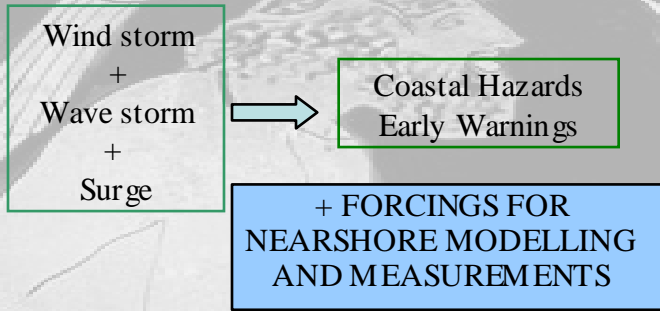 Wind storm
+
Wave storm
+
Surge
Coastal Hazards
Early Warnings
+ FORCINGS FOR
NEARSHORE MODELLING
AND MEASUREMENTS